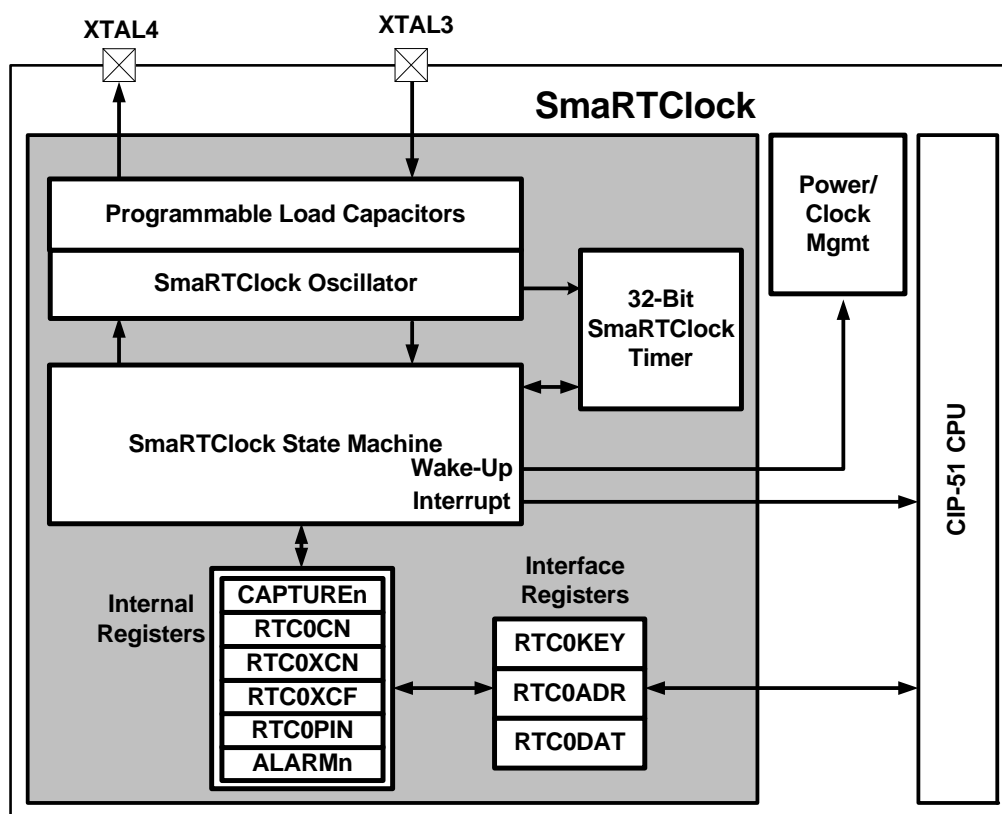 XTAL4
XTAL3
SmaRTClock
Programmable Load Capacitors
SmaRTClock Oscillator
32-Bit
SmaRTClock
Timer
Power/
Clock
Mgmt
SmaRTClock State Machine
Wake-Up
Interrupt
CIP-51 CPU
Internal
Registers
CAPTUREn
RTC0CN
RTC0XCN
RTC0XCF
RTC0PIN
ALARMn
Interface
Registers
RTC0KEY
RTC0ADR
RTC0DAT